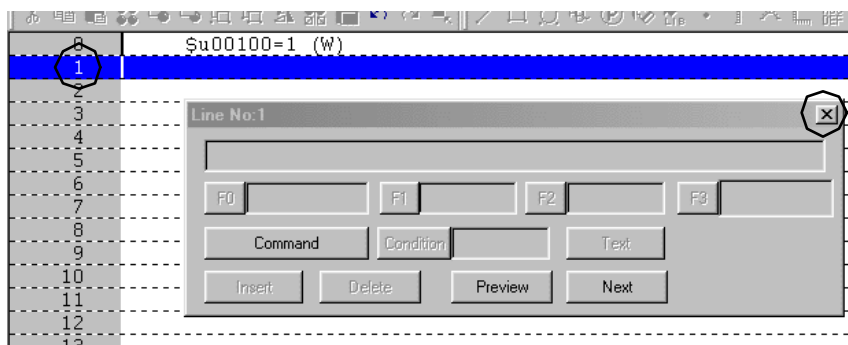 0 $u00100=1 (W)
1
2
3
4
5
6
7
8
9
10
11
12
13
Line No:1
F0 F1 F2 F3
Command Condition Text
Insert Delete Preview Next